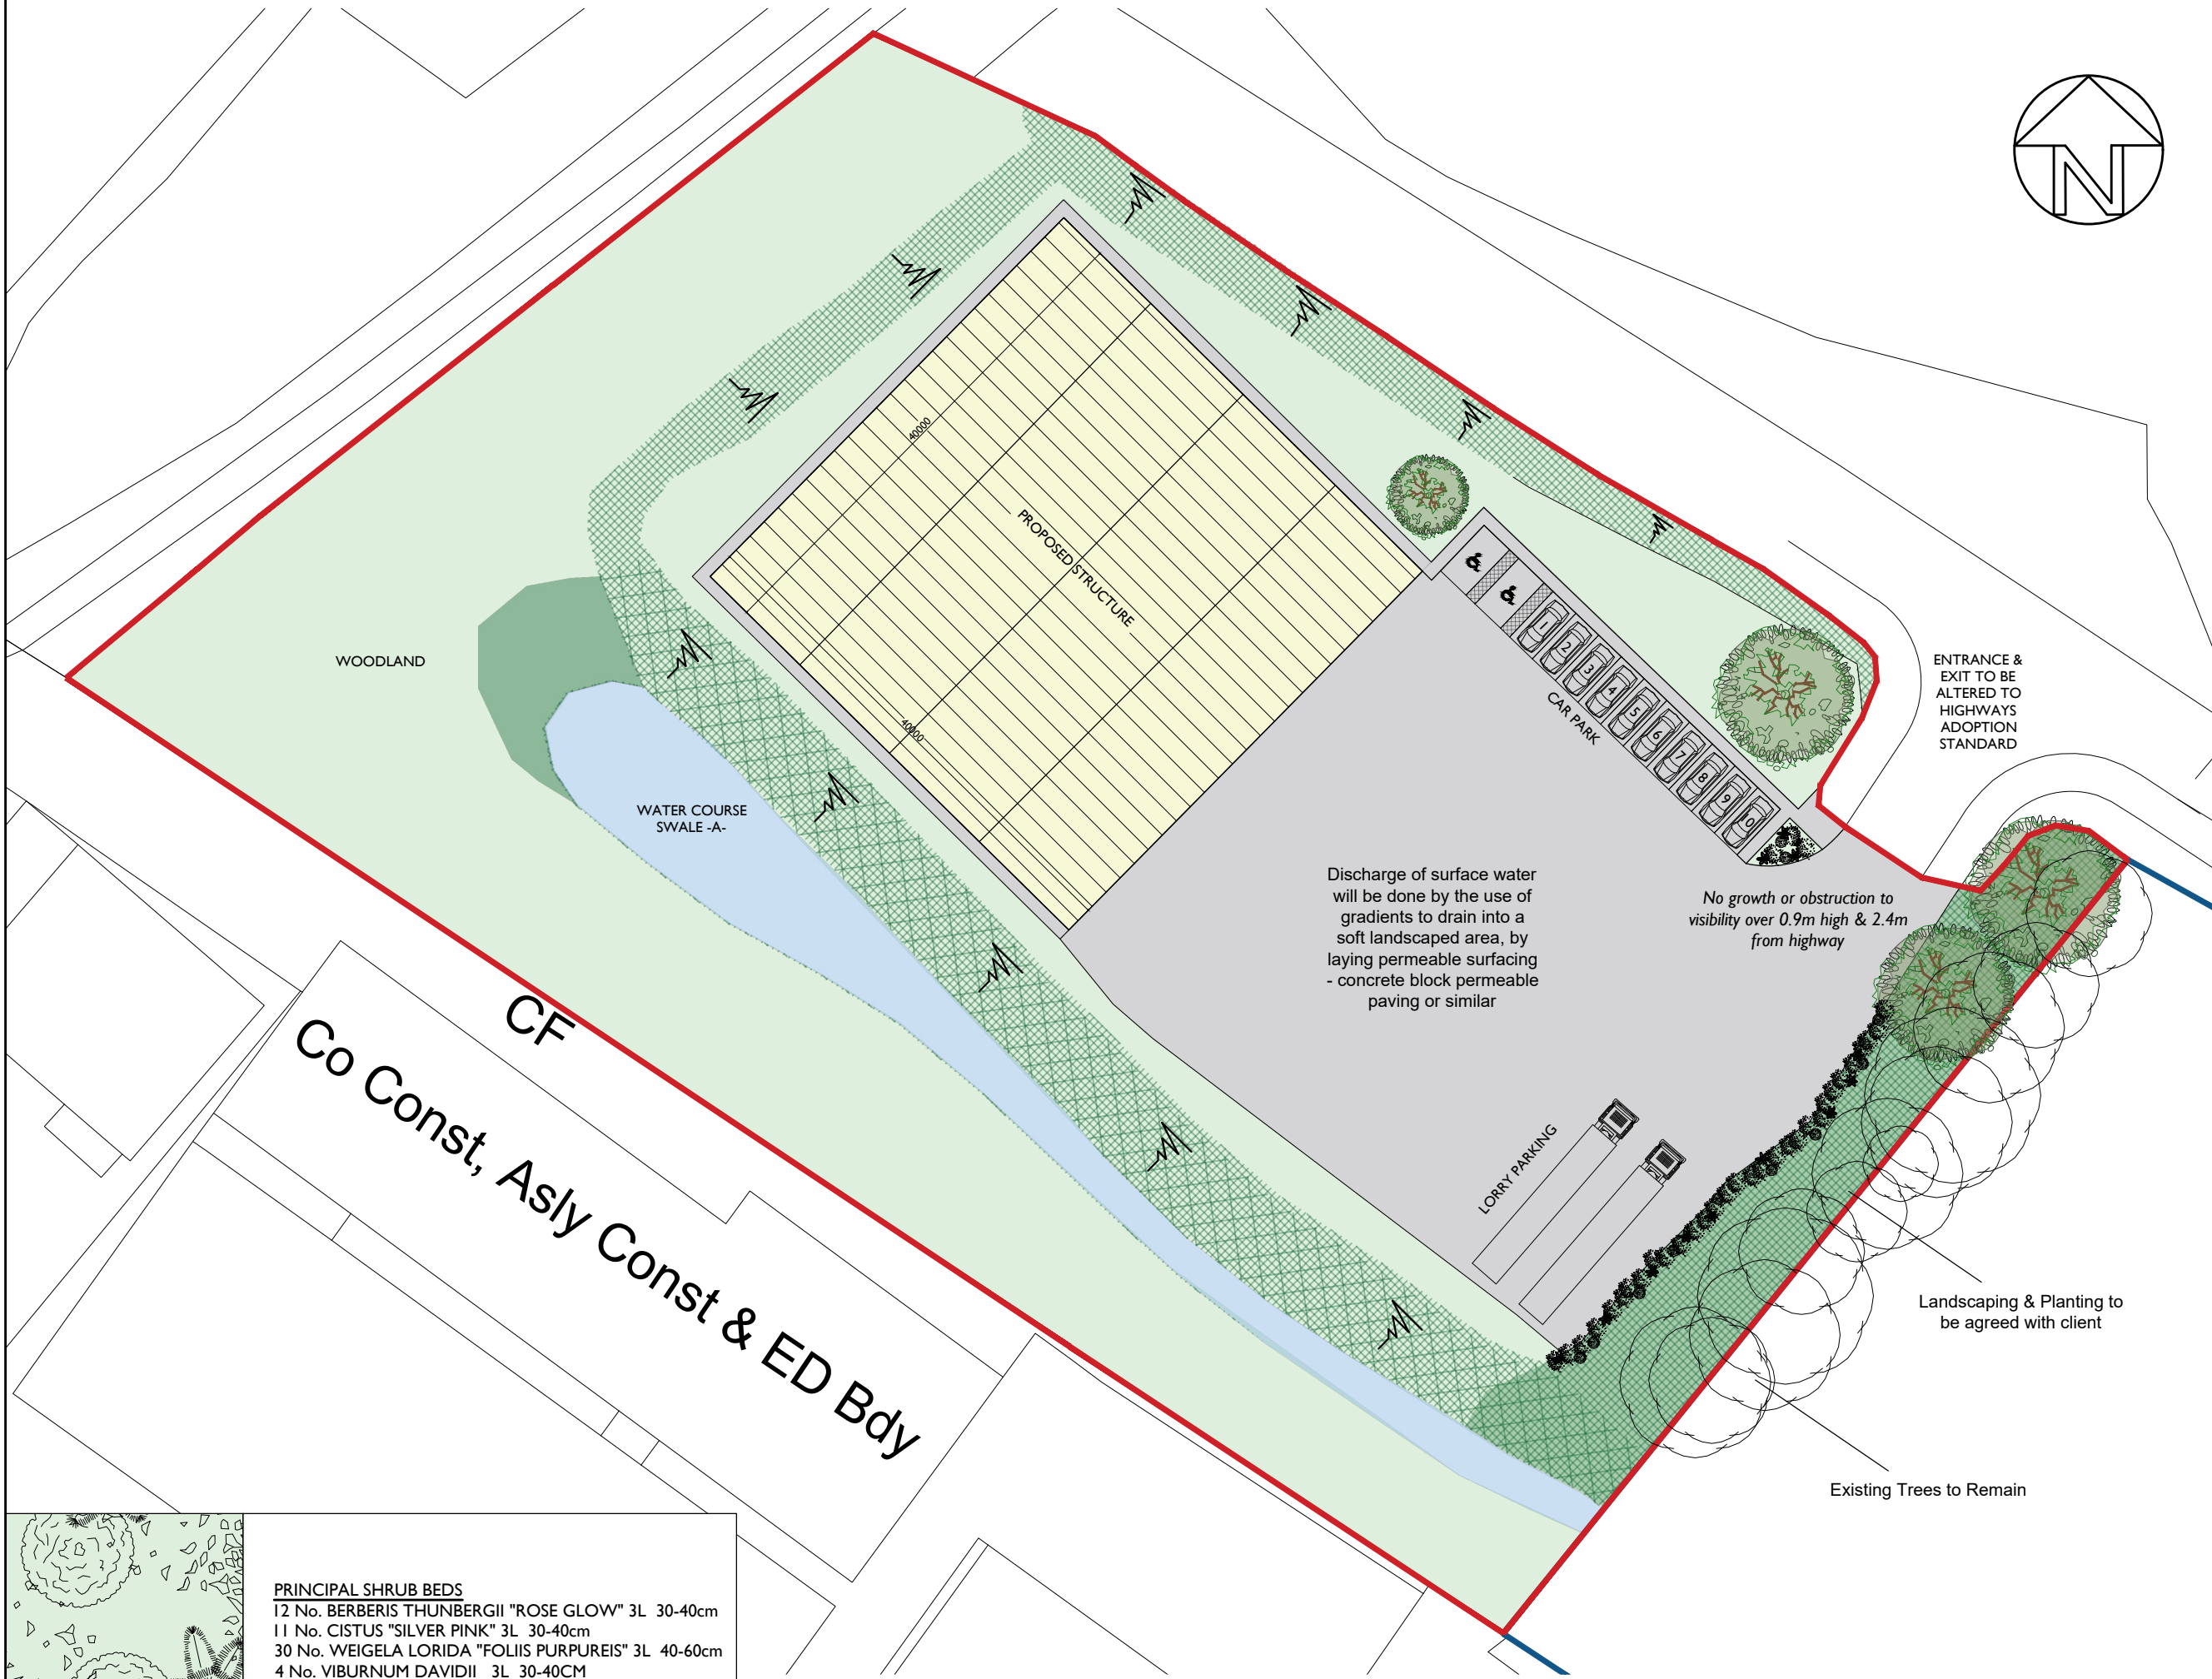 N
40000
PROPOSED STRUCTURE
40000
1
2
3
4
5
6
7
8
9
10
CAR PARK
ENTRANCE &
EXIT TO BE
ALTERED TO
HIGHWAYS
ADOPTION
STANDARD
WOODLAND
WATER COURSE
SWALE -A-
Discharge of surface water
will be done by the use of
gradients to drain into a
soft landscaped area, by
laying permeable surfacing
- concrete block permeable
paving or similar
No growth or obstruction to
visibility over 0.9m high & 2.4m
from highway
CF
Co Const, Asly Const & ED Bdy
LORRY PARKING
Landscaping & Planting to
be agreed with client
Existing Trees to Remain
PRINCIPAL SHRUB BEDS
12 No. BERBERIS THUNBERGII "ROSE GLOW" 3L 30-40cm
11 No. CISTUS "SILVER PINK" 3L 30-40cm
30 No. WEIGELA LORIDA "FOLIIS PURPUREIS" 3L 40-60cm
4 No. VIBURNUM DAVIDII 3L 30-40CM